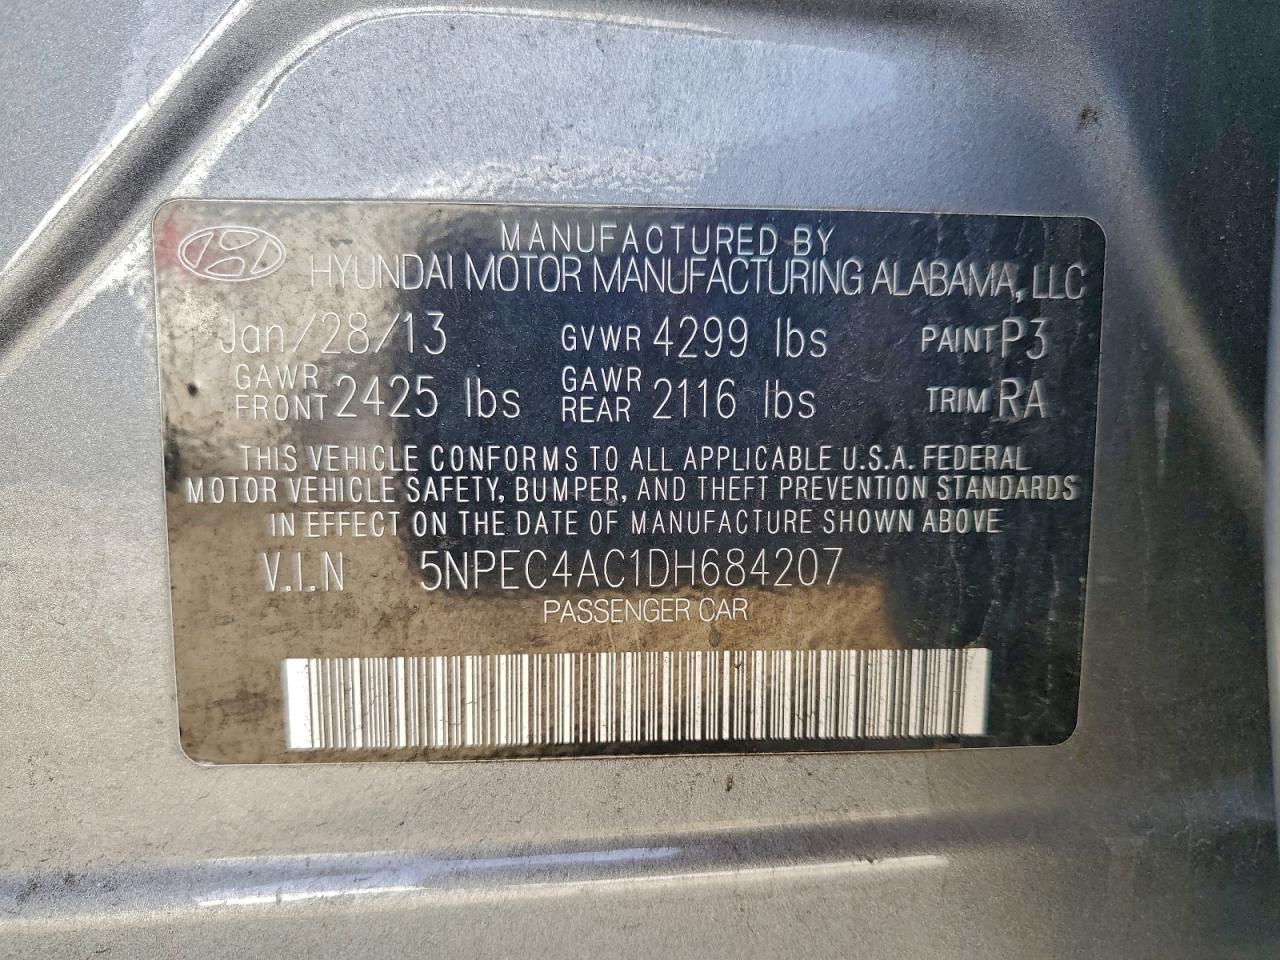 MANUFACTURED BY
HYUNDAI MOTOR MANUFACTURING ALABAMA, LLC
Jan/28/13 GVWR 4299 lbs PAINT P3
GAWR FRONT 2425 lbs GAWR REAR 2116 lbs TRIM RA
THIS VEHICLE CONFORMS TO ALL APPLICABLE U.S.A. FEDERAL
MOTOR VEHICLE SAFETY, BUMPER, AND THEFT PREVENTION STANDARDS
IN EFFECT ON THE DATE OF MANUFACTURE SHOWN ABOVE
V.I.N 5NPEC4AC1DH684207
PASSENGER CAR